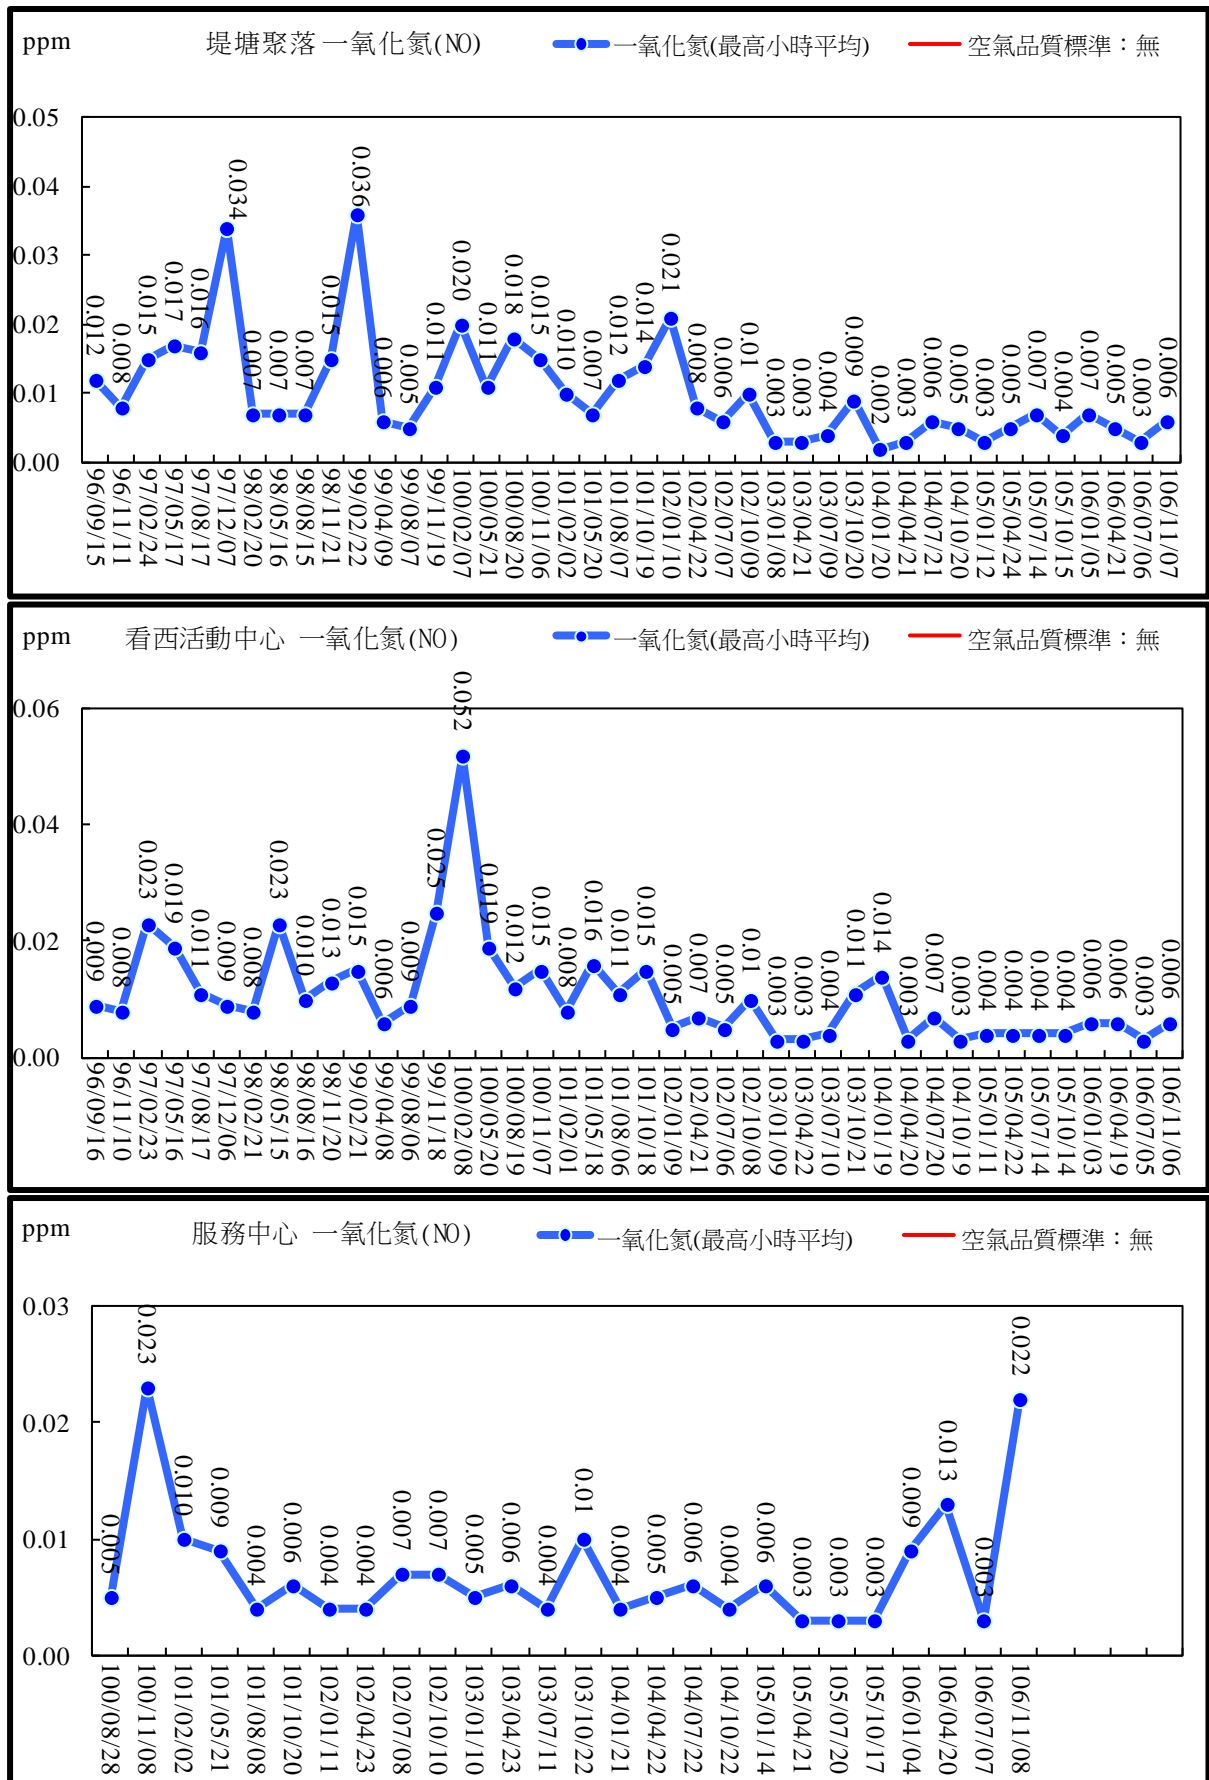 ppm 堤塘聚落 一氧化氮(NO) 一氧化氮(最高小時平均) 空氣品質標準：無
0.05
0.04
0.03
0.02
0.01
0.00
0.012 0.008 0.015 0.017 0.016 0.034 0.007 0.007 0.007 0.015 0.036 0.006 0.005 0.011 0.020 0.011 0.018 0.015 0.010 0.007 0.012 0.014 0.021 0.008 0.006 0.01 0.003 0.003 0.004 0.009 0.002 0.003 0.006 0.005 0.003 0.005 0.007 0.004 0.007 0.005 0.003 0.006
96/09/15 96/11/11 97/02/24 97/05/17 97/08/17 97/12/07 98/02/20 98/05/16 98/08/15 98/11/21 99/02/22 99/04/09 99/08/07 99/11/19 100/02/07 100/05/21 100/08/20 100/11/06 101/02/02 101/05/20 101/08/07 101/10/19 102/01/10 102/04/22 102/07/07 102/10/09 103/01/08 103/04/21 103/07/09 103/10/20 104/01/20 104/04/21 104/07/21 104/10/20 105/01/12 105/04/24 105/07/14 105/10/15 106/01/05 106/04/21 106/07/06 106/11/07
ppm 看西活動中心 一氧化氮(NO) 一氧化氮(最高小時平均) 空氣品質標準：無
0.06
0.04
0.02
0.00
0.009 0.008 0.023 0.019 0.011 0.009 0.008 0.023 0.010 0.013 0.015 0.006 0.009 0.025 0.052 0.019 0.012 0.015 0.008 0.016 0.011 0.015 0.005 0.007 0.005 0.01 0.003 0.003 0.004 0.011 0.014 0.003 0.007 0.003 0.004 0.004 0.004 0.004 0.006 0.006 0.003 0.006
96/09/16 96/11/10 97/02/23 97/05/16 97/08/17 97/12/06 98/02/21 98/05/15 98/08/16 98/11/20 99/02/21 99/04/08 99/08/06 99/11/18 100/02/08 100/05/20 100/08/19 100/11/07 101/02/01 101/05/18 101/08/06 101/10/18 102/01/09 102/04/21 102/07/06 102/10/08 103/01/09 103/04/22 103/07/10 103/10/21 104/01/19 104/04/20 104/07/20 104/10/19 105/01/11 105/04/22 105/07/14 105/10/14 106/01/03 106/04/19 106/07/05 106/11/06
ppm 服務中心 一氧化氮(NO) 一氧化氮(最高小時平均) 空氣品質標準：無
0.03
0.02
0.01
0.00
0.005 0.023 0.010 0.009 0.004 0.006 0.004 0.004 0.007 0.007 0.005 0.006 0.004 0.01 0.004 0.005 0.006 0.004 0.006 0.003 0.003 0.003 0.009 0.013 0.003 0.022
100/08/28 100/11/08 101/02/02 101/05/21 101/08/08 101/10/20 102/01/11 102/04/23 102/07/08 102/10/10 103/01/10 103/04/23 103/07/11 103/10/22 104/01/21 104/04/22 104/07/22 104/10/22 105/01/14 105/04/21 105/07/20 105/10/17 106/01/04 106/04/20 106/07/07 106/11/08